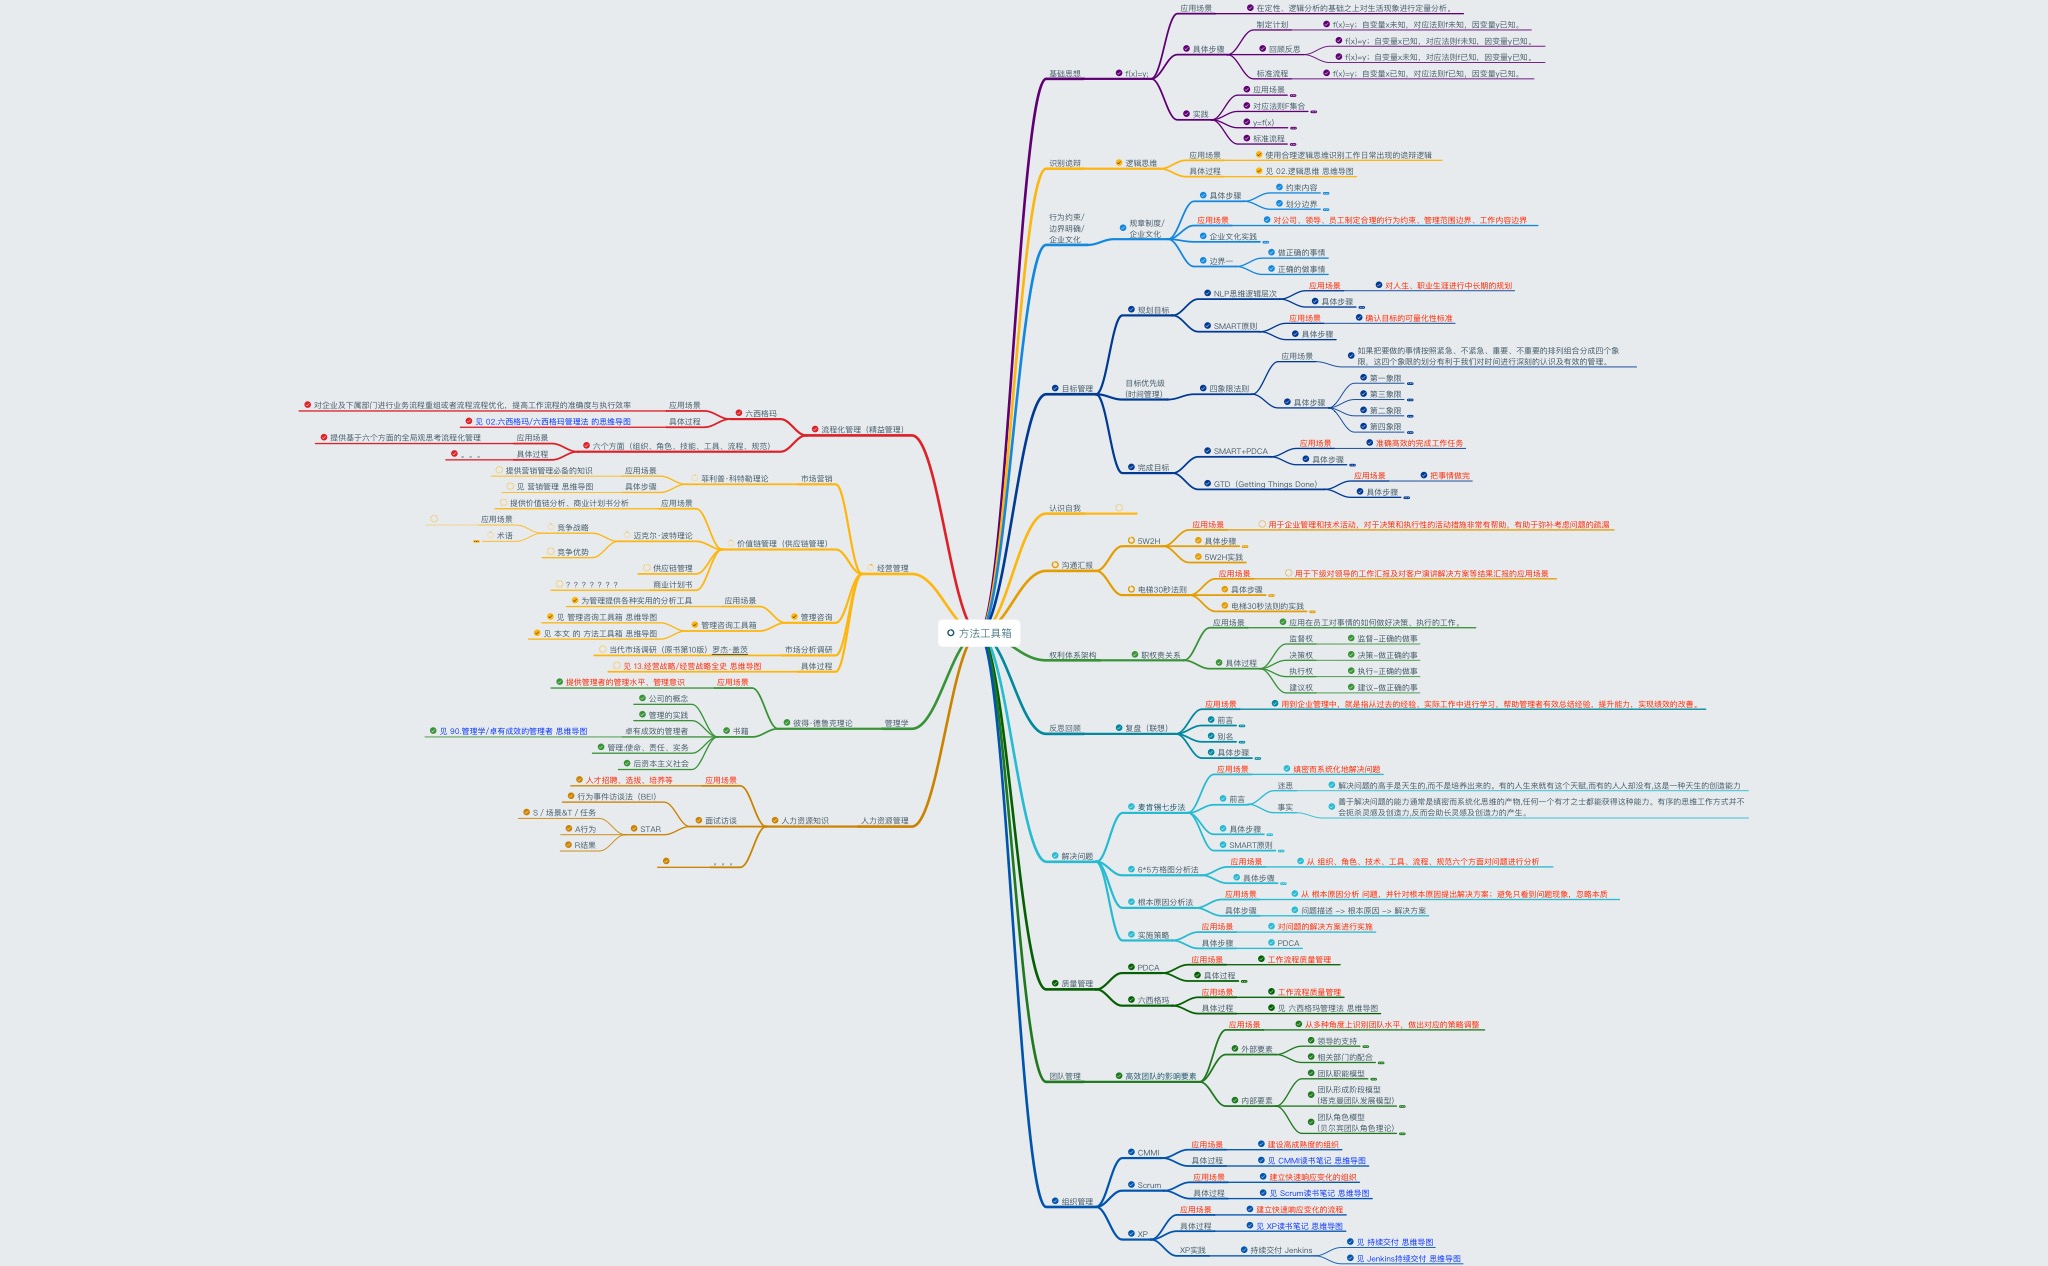 方法工具箱
基础思想
f(x)=y;
应用场景
在定性、逻辑分析的基础之上对生活现象进行定量分析。
具体步骤
制定计划
f(x)=y；自变量x未知，对应法则f未知，因变量y已知。
回顾反思
f(x)=y；自变量x已知，对应法则f未知，因变量y已知。
f(x)=y；自变量x未知，对应法则f已知，因变量y已知。
标准流程
f(x)=y；自变量x已知，对应法则f已知，因变量y已知。
实践
应用场景
对应法则F集合
y=f(x)
标准流程
识别诡辩
逻辑思维
应用场景
使用合理逻辑思维识别工作日常出现的诡辩逻辑
具体过程
见 02.逻辑思维 思维导图
行为约束/
边界明确/
企业文化
规章制度/
企业文化
具体步骤
约束内容
划分边界
应用场景
对公司、领导、员工制定合理的行为约束、管理范围边界、工作内容边界
企业文化实践
边界一
做正确的事情
正确的做事情
目标管理
规划目标
NLP思维逻辑层次
应用场景
对人生、职业生涯进行中长期的规划
具体步骤
SMART原则
应用场景
确认目标的可量化性标准
具体步骤
目标优先级
(时间管理)
四象限法则
应用场景
如果把要做的事情按照紧急、不紧急、重要、不重要的排列组合分成四个象
限，这四个象限的划分有利于我们对时间进行深刻的认识及有效的管理。
具体步骤
第一象限
第三象限
第二象限
第四象限
完成目标
SMART+PDCA
应用场景
准确高效的完成工作任务
具体步骤
GTD（Getting Things Done）
应用场景
把事情做完
具体步骤
认识自我
沟通汇报
5W2H
应用场景
用于企业管理和技术活动，对于决策和执行性的活动措施非常有帮助，有助于弥补考虑问题的疏漏
具体步骤
5W2H实践
电梯30秒法则
应用场景
用于下级对领导的工作汇报及对客户演讲解决方案等结果汇报的应用场景
具体步骤
电梯30秒法则的实践
权利体系架构
职权责关系
应用场景
应用在员工对事情的如何做好决策、执行的工作。
具体过程
监督权
监督–正确的做事
决策权
决策–做正确的事
执行权
执行–正确的做事
建议权
建议–做正确的事
反思回顾
复盘（联想）
应用场景
用到企业管理中，就是指从过去的经验、实际工作中进行学习，帮助管理者有效总结经验，提升能力，实现绩效的改善。
前言
别名
具体步骤
解决问题
麦肯锡七步法
应用场景
缜密而系统化地解决问题
前言
迷思
解决问题的高手是天生的,而不是培养出来的。有的人生来就有这个天赋,而有的人人却没有,这是一种天生的创造能力
事实
善于解决问题的能力通常是缜密而系统化思维的产物,任何一个有才之士都能获得这种能力。有序的思维工作方式并不
会扼杀灵感及创造力,反而会助长灵感及创造力的产生。
具体步骤
SMART原则
6*5方格图分析法
应用场景
从 组织、角色、技术、工具、流程、规范六个方面对问题进行分析
具体步骤
根本原因分析法
应用场景
从 根本原因分析 问题，并针对根本原因提出解决方案；避免只看到问题现象，忽略本质
具体步骤
问题描述 –> 根本原因 –> 解决方案
实施策略
应用场景
对问题的解决方案进行实施
具体步骤
PDCA
质量管理
PDCA
应用场景
工作流程质量管理
具体过程
六西格玛
应用场景
工作流程质量管理
具体过程
见 六西格玛管理法 思维导图
团队管理
高效团队的影响要素
应用场景
从多种角度上识别团队水平，做出对应的策略调整
外部要素
领导的支持
相关部门的配合
内部要素
团队职能模型
团队形成阶段模型
(塔克曼团队发展模型)
团队角色模型
(贝尔宾团队角色理论)
组织管理
CMMI
应用场景
建设高成熟度的组织
具体过程
见 CMMI读书笔记 思维导图
Scrum
应用场景
建立快速响应变化的组织
具体过程
见 Scrum读书笔记 思维导图
XP
应用场景
建立快速响应变化的流程
具体过程
见 XP读书笔记 思维导图
XP实践
持续交付 Jenkins
见 持续交付 思维导图
见 Jenkins持续交付 思维导图
流程化管理（精益管理）
六西格玛
应用场景
对企业及下属部门进行业务流程重组或者流程流程优化，提高工作流程的准确度与执行效率
具体过程
见 02.六西格玛/六西格玛管理法 的思维导图
六个方面（组织、角色、技能、工具、流程、规范）
应用场景
提供基于六个方面的全局观思考流程化管理
具体过程
。。。
经营管理
市场营销
菲利普·科特勒理论
应用场景
提供营销管理必备的知识
具体步骤
见 营销管理 思维导图
价值链管理（供应链管理）
应用场景
提供价值链分析、商业计划书分析
迈克尔·波特理论
竞争战略
应用场景
术语
竞争优势
供应链管理
商业计划书
？？？？？？？
管理咨询
应用场景
为管理提供各种实用的分析工具
管理咨询工具箱
见 管理咨询工具箱 思维导图
见 本文 的 方法工具箱 思维导图
市场分析调研
当代市场调研（原书第10版）罗杰·盖茨
具体过程
见 13.经营战略/经营战略全史 思维导图
管理学
彼得·德鲁克理论
应用场景
提供管理者的管理水平、管理意识
书籍
公司的概念
管理的实践
卓有成效的管理者
见 90.管理学/卓有成效的管理者 思维导图
管理:使命、责任、实务
后资本主义社会
人力资源管理
人力资源知识
应用场景
人才招聘、选拔、培养等
面试访谈
行为事件访谈法（BEI）
STAR
S / 场景&T / 任务
A行为
R结果
。。。